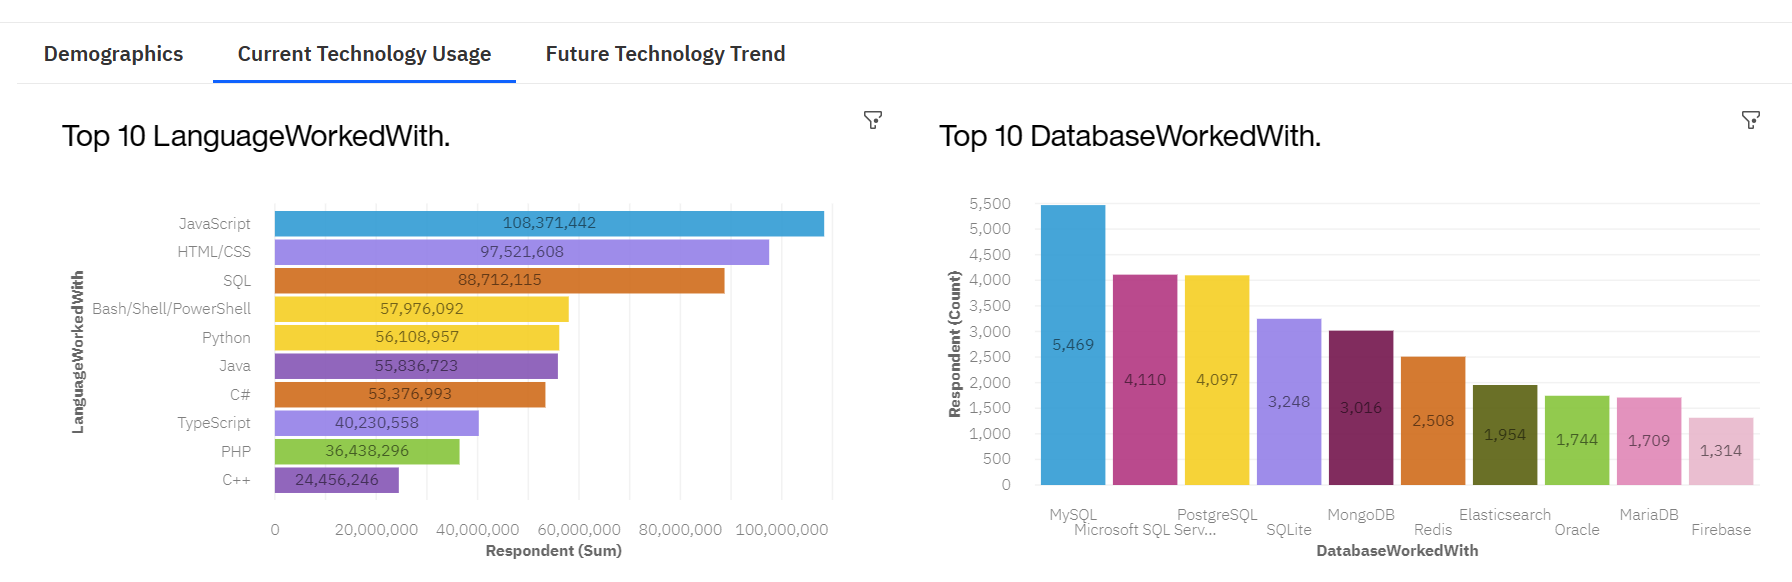 Demographics
Current Technology Usage
Future Technology Trend
Top 10 LanguageWorkedWith.
LanguageWorkedWith
JavaScript 108,371,442
HTML/CSS 97,521,608
SQL 88,712,115
Bash/Shell/PowerShell 57,976,092
Python 56,108,957
Java 55,836,723
C# 53,376,993
TypeScript 40,230,558
PHP 36,438,296
C++ 24,456,246
0 20,000,000 40,000,000 60,000,000 80,000,000 100,000,000
Respondent (Sum)
Top 10 DatabaseWorkedWith.
Respondent (Count)
5,500
5,000
4,500
4,000
3,500
3,000
2,500
2,000
1,500
1,000
500
0
5,469
4,110
4,097
3,248
3,016
2,508
1,954
1,744
1,709
1,314
MySQL
Microsoft SQL Serv...
PostgreSQL
SQLite
MongoDB
Redis
Elasticsearch
Oracle
MariaDB
Firebase
DatabaseWorkedWith